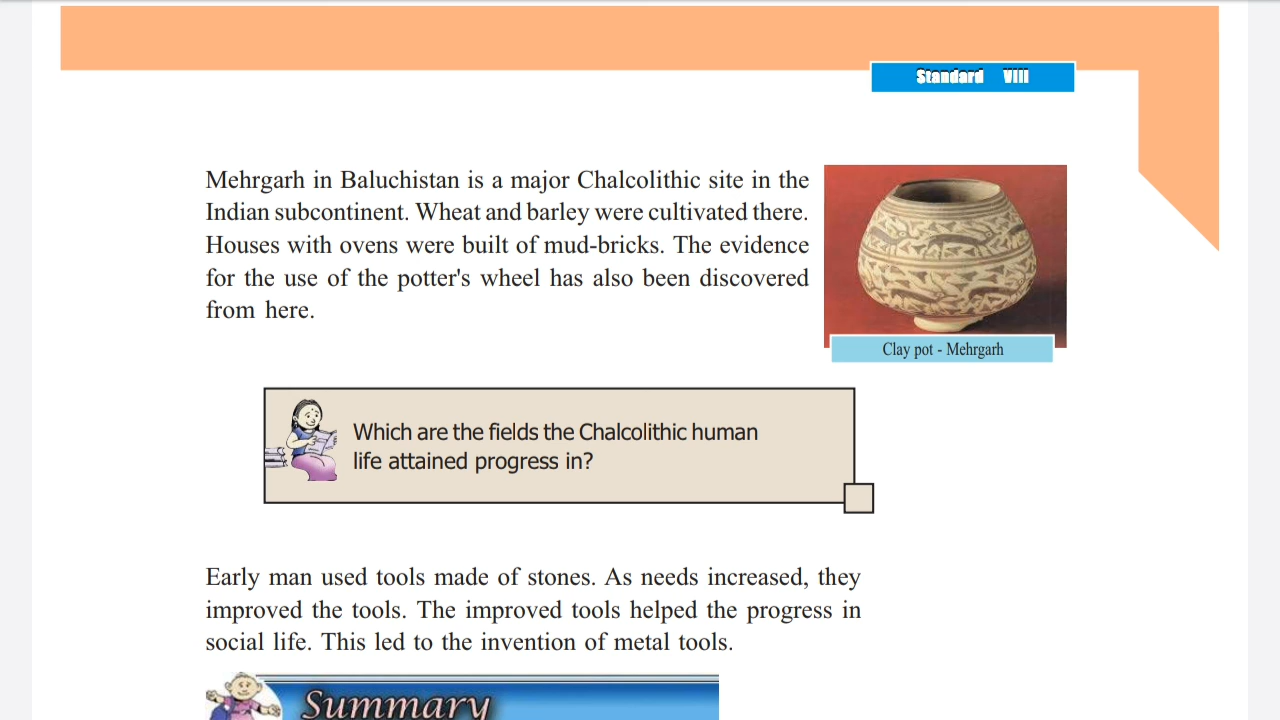 Standard VIII
Mehrgarh in Baluchistan is a major Chalcolithic site in the
Indian subcontinent. Wheat and barley were cultivated there.
Houses with ovens were built of mud-bricks. The evidence
for the use of the potter's wheel has also been discovered
from here.
Clay pot - Mehrgarh
Which are the fields the Chalcolithic human
life attained progress in?
Early man used tools made of stones. As needs increased, they
improved the tools. The improved tools helped the progress in
social life. This led to the invention of metal tools.
Summary